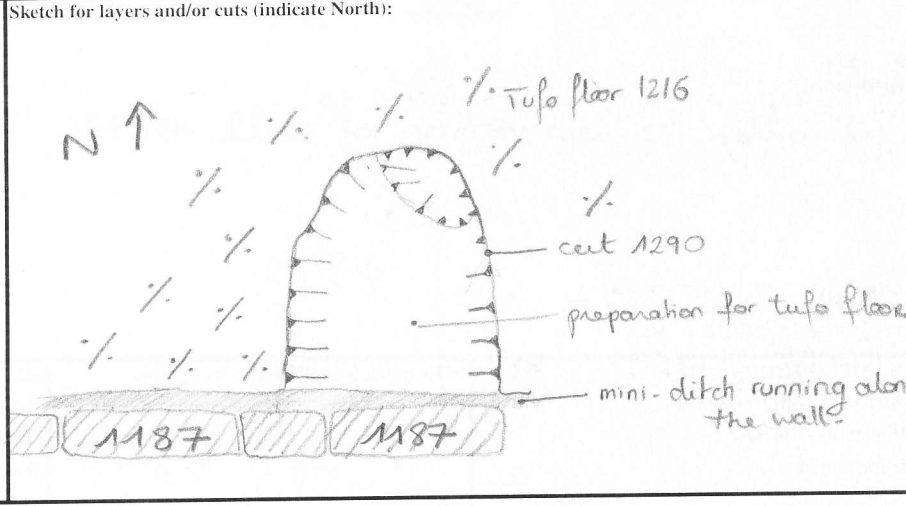 Sketch for layers and/or cuts (indicate North):
Tufo floor 1216
N
cut 1290
preparation for tufo floor
mini-ditch running alon
the wall-
1187
1187